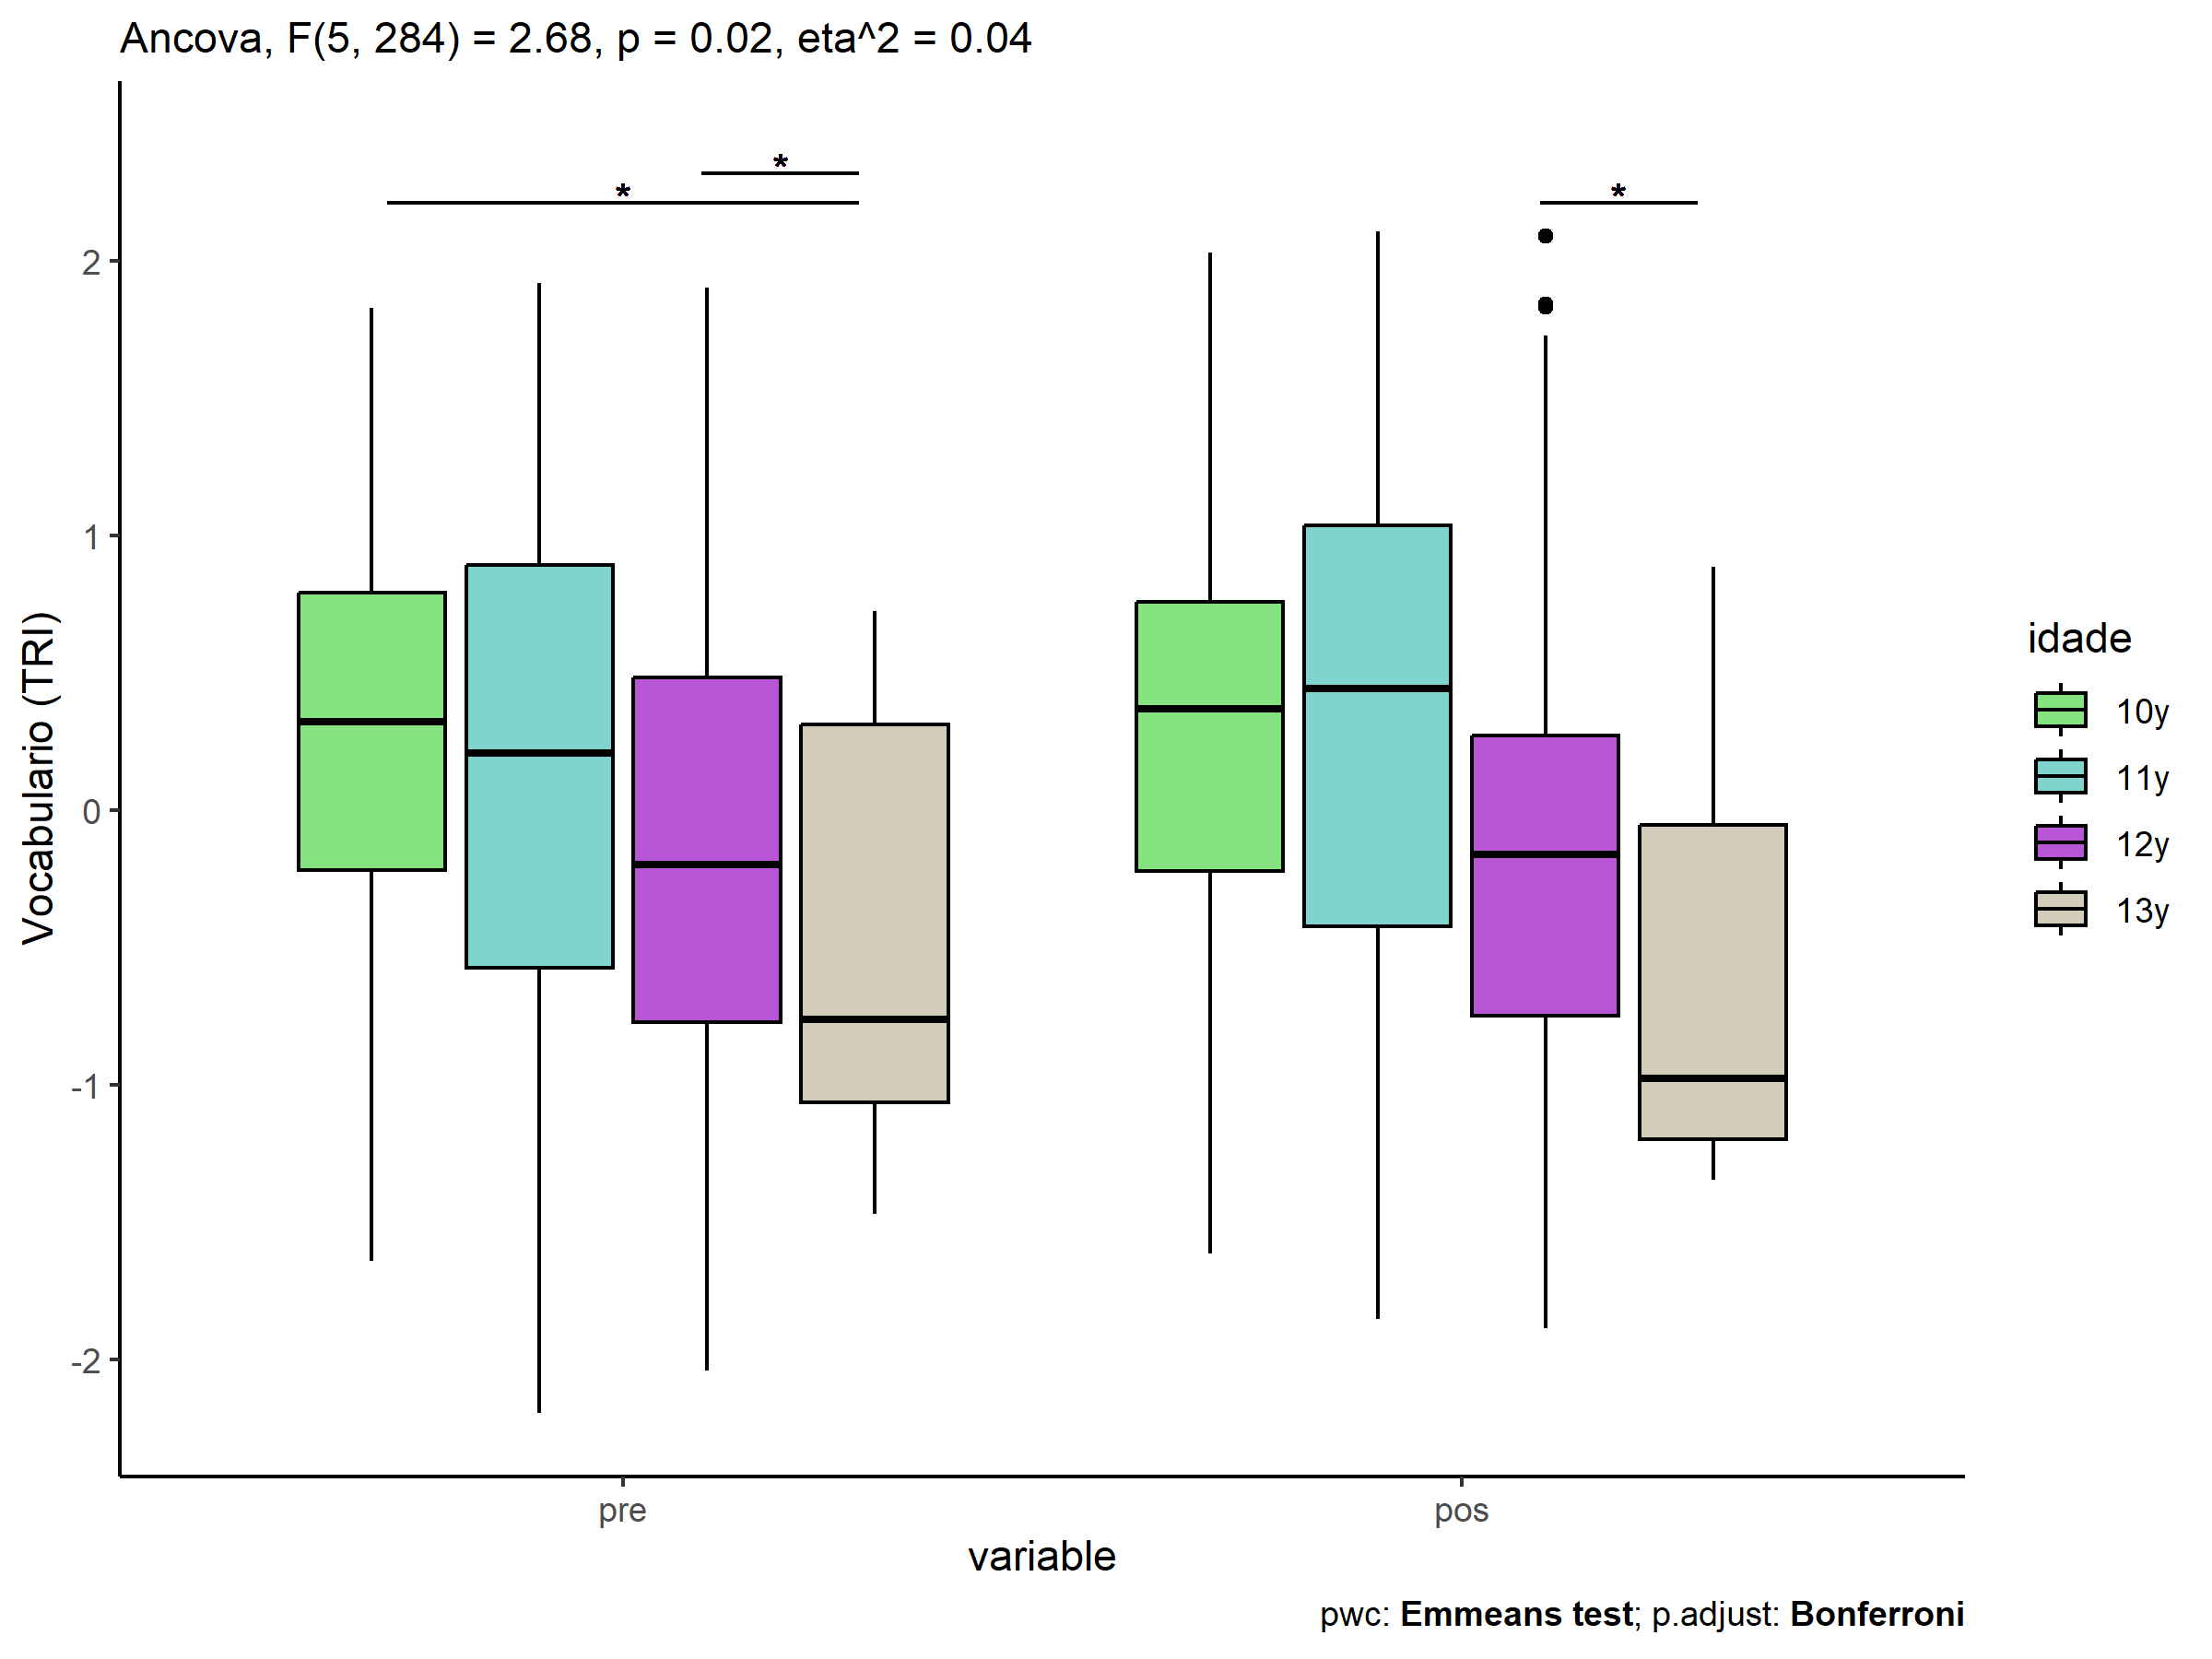 Ancova, F(5, 284) = 2.68, p = 0.02, eta^2 = 0.04
*
*
*
2
1
0
-1
-2
Vocabulario (TRI)
pre
pos
variable
idade
10y
11y
12y
13y
pwc: Emmeans test; p.adjust: Bonferroni